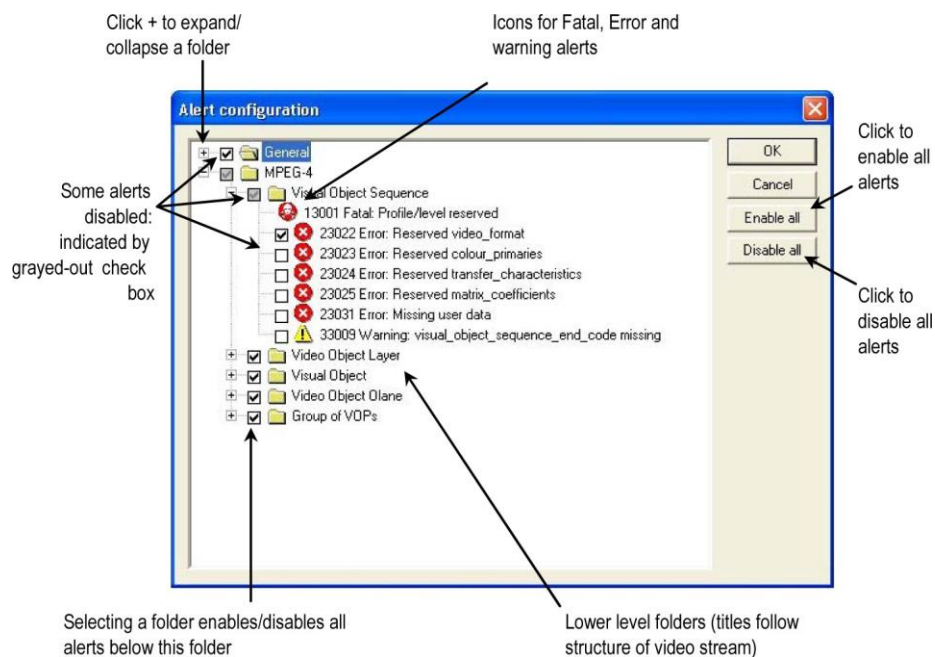 Click + to expand/
collapse a folder
Icons for Fatal, Error and
warning alerts
Alert configuration
General
MPEG-4
Visual Object Sequence
13001 Fatal: Profile/level reserved
23022 Error: Reserved video_format
23023 Error: Reserved colour_primaries
23024 Error: Reserved transfer_characteristics
23025 Error: Reserved matrix_coefficients
23031 Error: Missing user data
33009 Warning: visual_object_sequence_end_code missing
Video Object Layer
Visual Object
Video Object Olane
Group of VOPs
OK
Cancel
Enable all
Disable all
Some alerts
disabled:
indicated by
grayed-out check
box
Click to
enable all
alerts
Click to
disable all
alerts
Selecting a folder enables/disables all
alerts below this folder
Lower level folders (titles follow
structure of video stream)